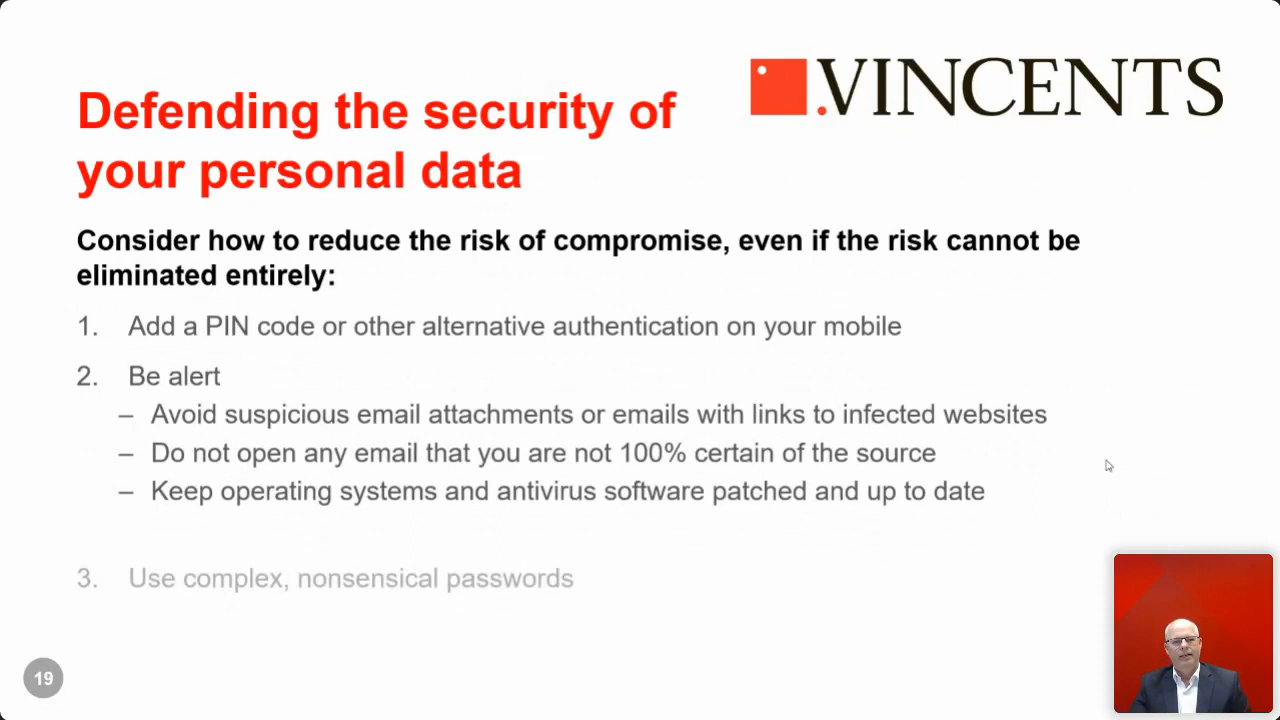 .VINCENTS
Defending the security of
your personal data
Consider how to reduce the risk of compromise, even if the risk cannot be
eliminated entirely:
1. Add a PIN code or other alternative authentication on your mobile
2. Be alert
– Avoid suspicious email attachments or emails with links to infected websites
– Do not open any email that you are not 100% certain of the source
– Keep operating systems and antivirus software patched and up to date
3. Use complex, nonsensical passwords
19